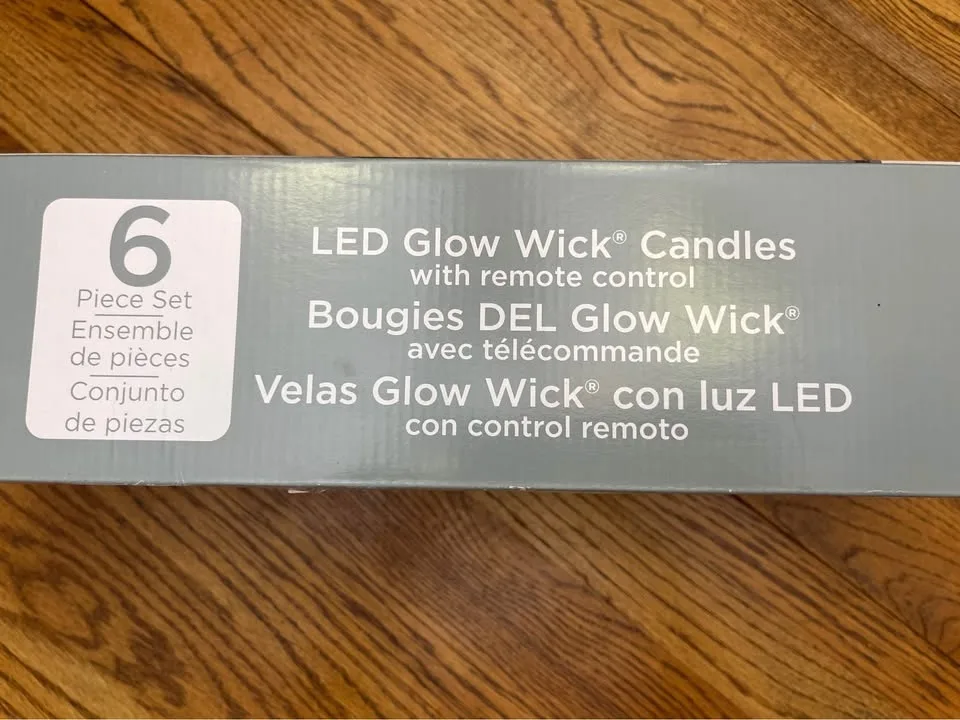 6
Piece Set
Ensemble
de pièces
Conjunto
de piezas
LED Glow Wick® Candles
with remote control
Bougies DEL Glow Wick®
avec télécommande
Velas Glow Wick® con luz LED
con control remoto